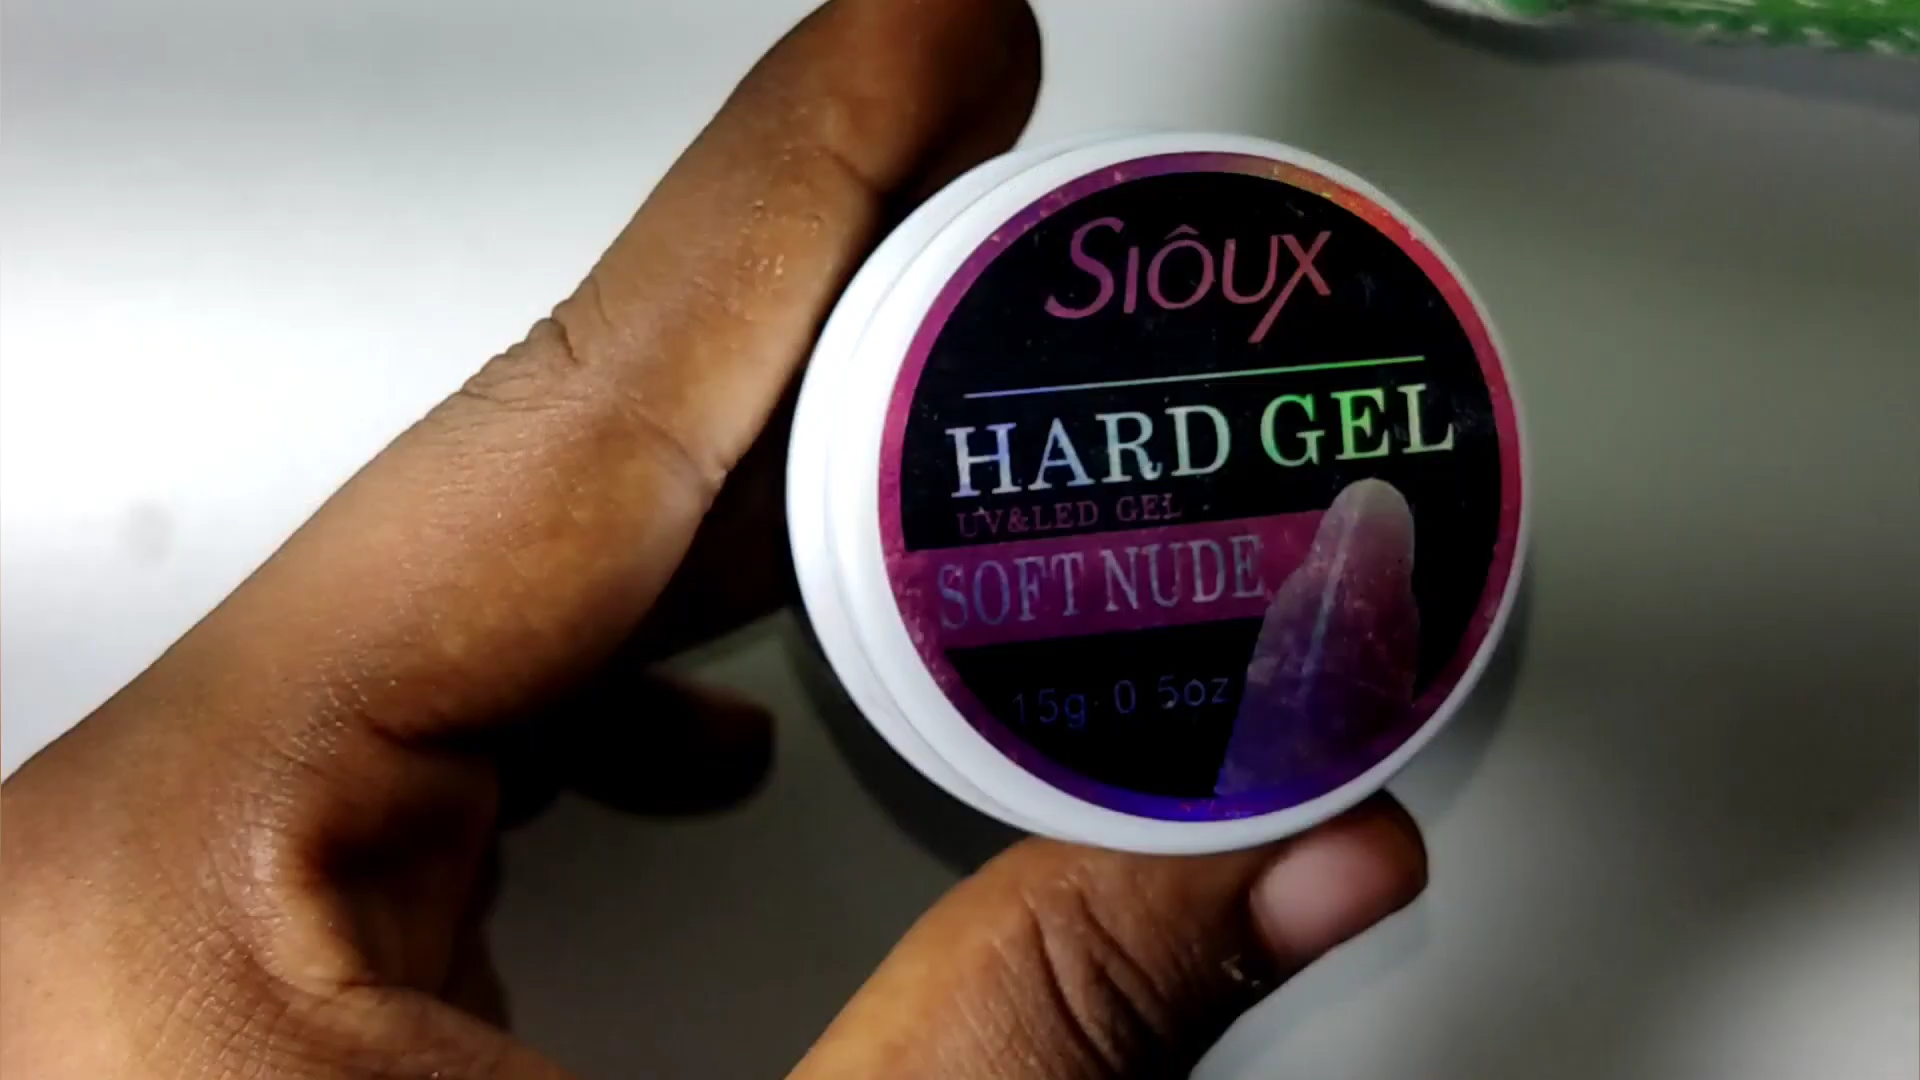 SIÔUX
HARD GEL
UV&LED GEL
SOFT NUDE
15g 0.5oz